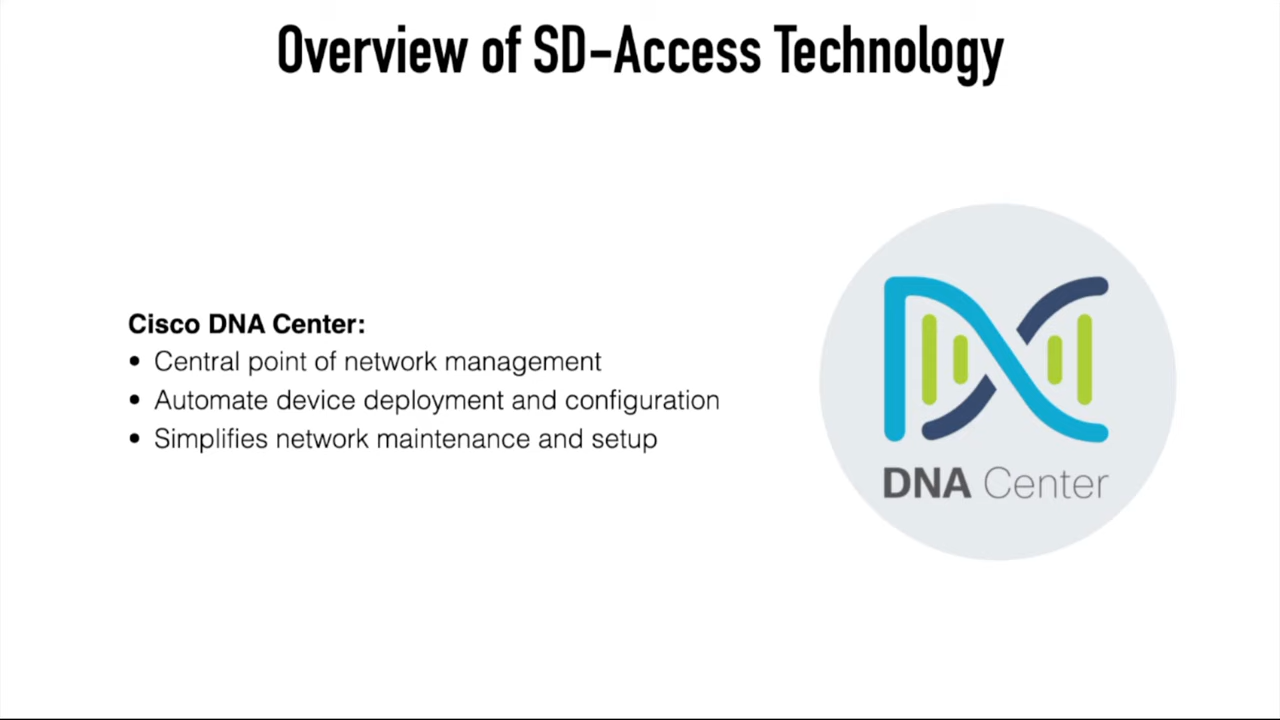 Overview of SD-Access Technology
Cisco DNA Center:
• Central point of network management
• Automate device deployment and configuration
• Simplifies network maintenance and setup
DNA Center